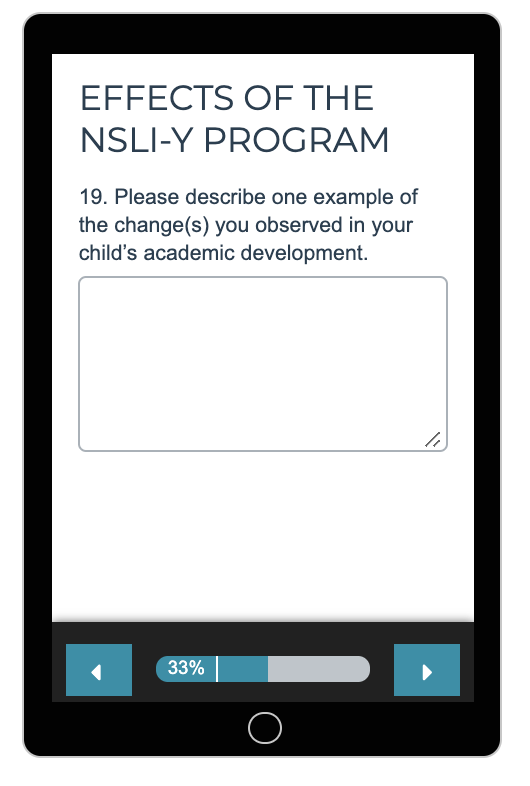 EFFECTS OF THE
NSLI-Y PROGRAM
19. Please describe one example of
the change(s) you observed in your
child’s academic development.
33%